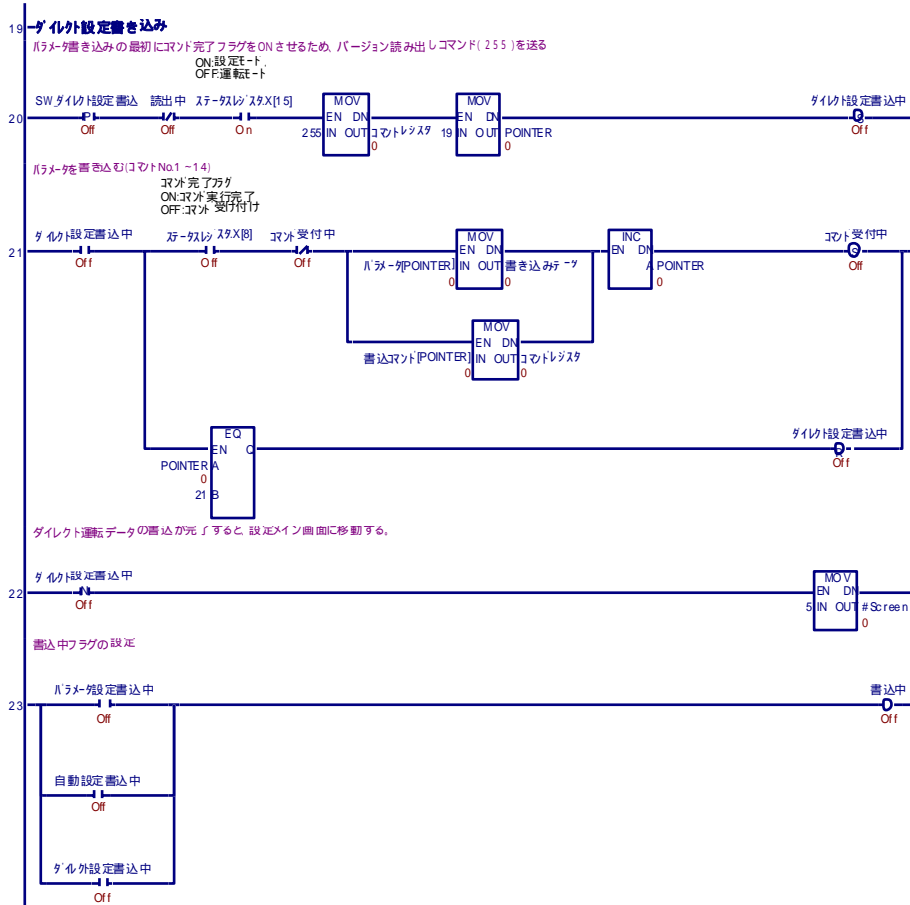 19
ダイレクト設定書き込み
パラメータ書き込みの最初にコマンド完了フラグをONさせるため、バージョン読み出しコマンド(255)を送る
ON:設定モード
OFF:運転モード
SW_ダイレクト設定書込 読出中 ステータスレジスタ.X[15] MOV MOV ダイレクト設定書込中
20 P EN DN EN DN S
Off Off On 255 IN OUT コマンドレジスタ 19 IN OUT POINTER Off
0 0
パラメータを書き込む(コマンドNo.1~14)
コマンド完了フラグ
ON:コマンド実行完了
OFF:コマンド受け付け
ダイレクト設定書込中 ステータスレジスタ.X[8] コマンド受付中 MOV INC コマンド受付中
21 EN DN EN DN S
Off Off Off パラメータ[POINTER] IN OUT 書き込みデータ A POINTER Off
0 0 0
MOV
EN DN
書込コマンド[POINTER] IN OUT コマンドレジスタ
0 0
EQ ダイレクト設定書込中
EN Q R
POINTER A Off
0
21 B
ダイレクト運転データの書込が完了すると、設定メイン画面に移動する。
ダイレクト設定書込中 MOV
22 N EN DN
Off 5 IN OUT #Screen
0
書込中フラグの設定
パラメータ設定書込中 書込中
23
Off Off
自動設定書込中
Off
ダイレクト設定書込中
Off